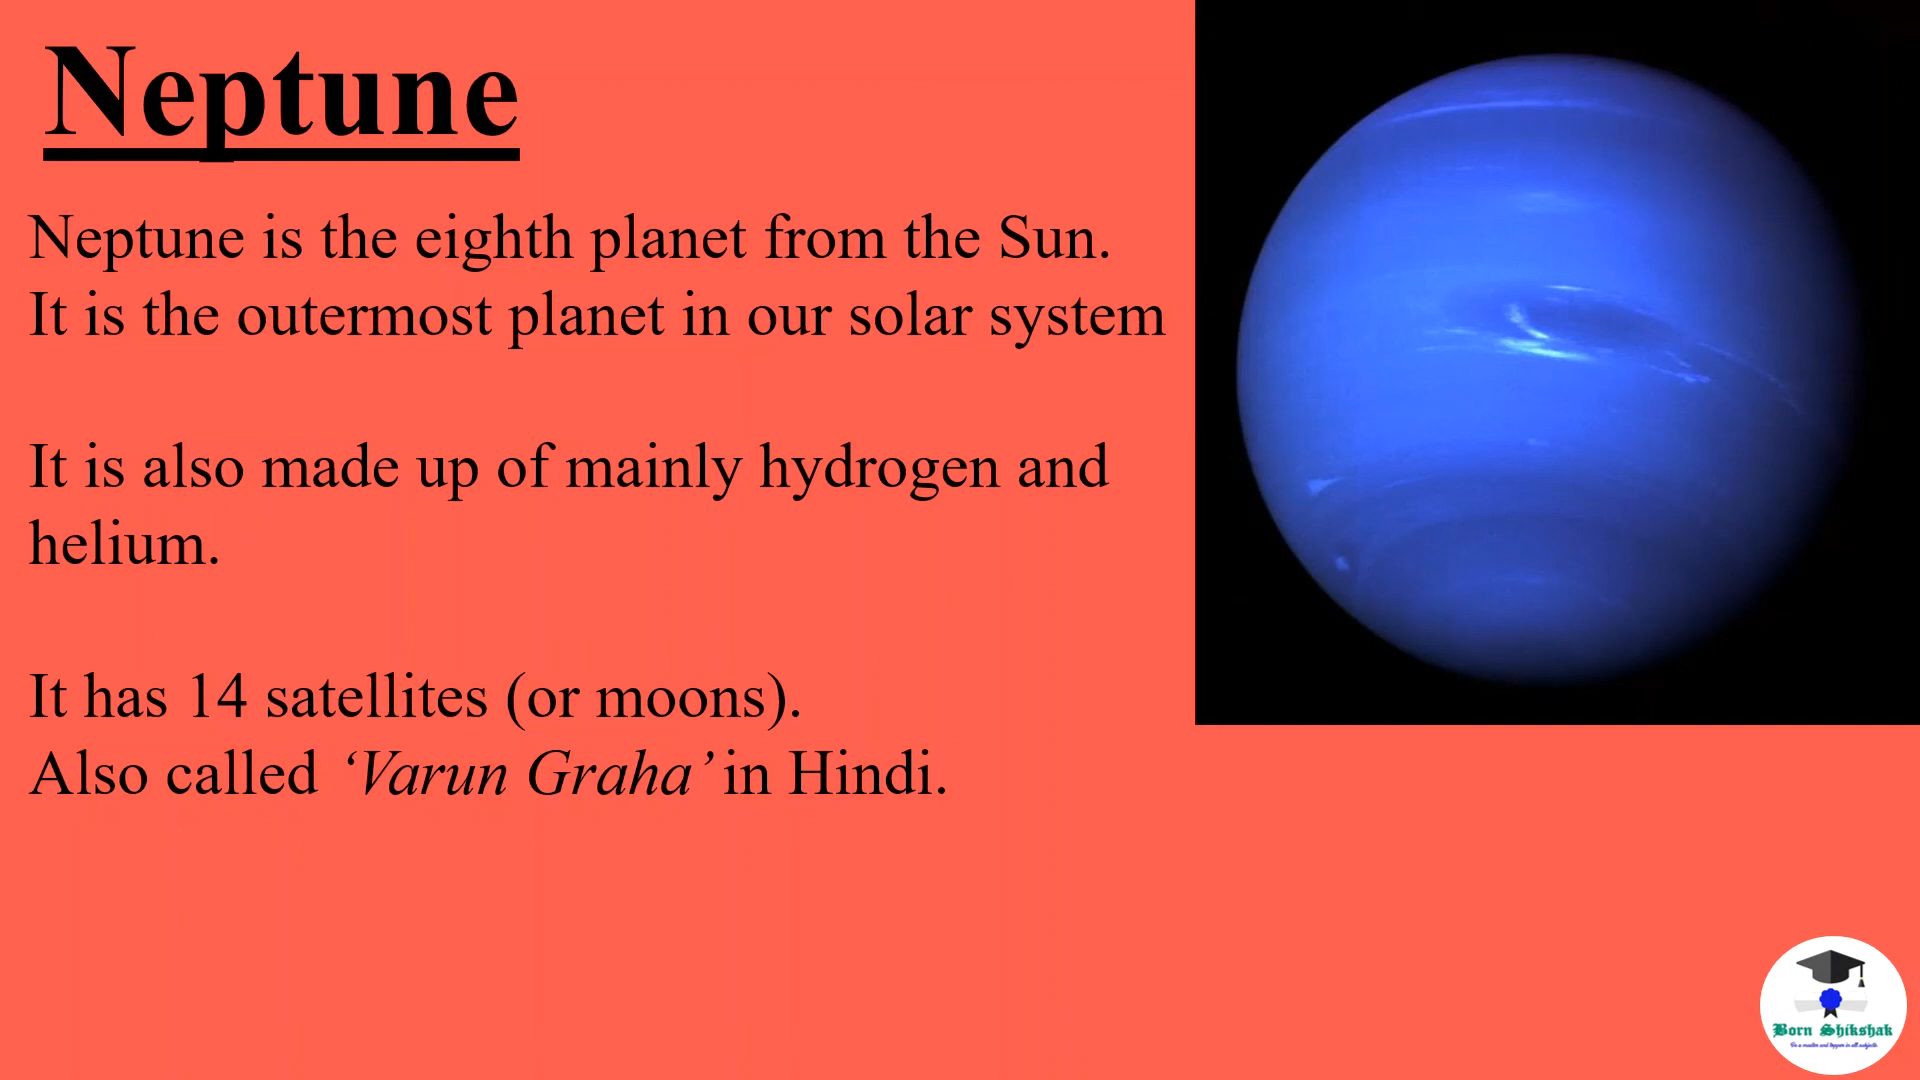 Neptune
Neptune is the eighth planet from the Sun.
It is the outermost planet in our solar system
It is also made up of mainly hydrogen and
helium.
It has 14 satellites (or moons).
Also called ‘Varun Graha’ in Hindi.
Born Shikshak